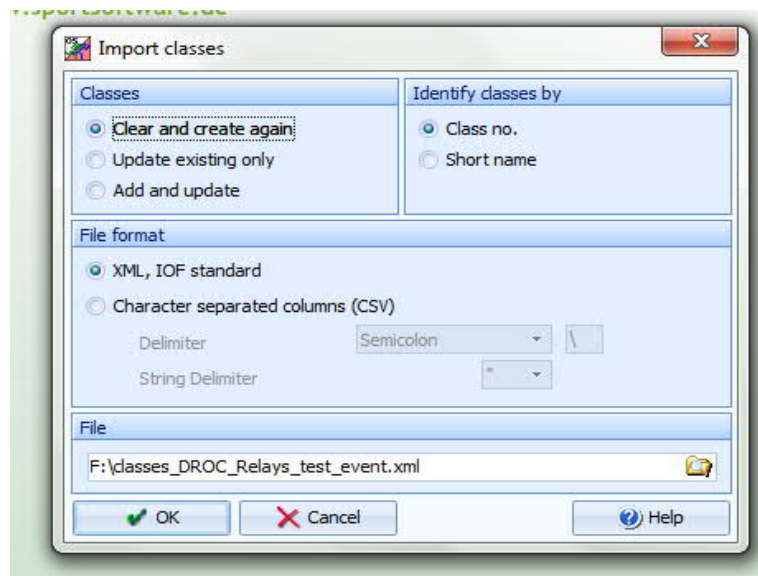 Import classes
Classes
Clear and create again
Update existing only
Add and update
Identify classes by
Class no.
Short name
File format
XML, IOF standard
Character separated columns (CSV)
Delimiter
Semicolon
\
String Delimiter
"
File
F:\classes_DROC_Relays_test_event.xml
OK
Cancel
Help